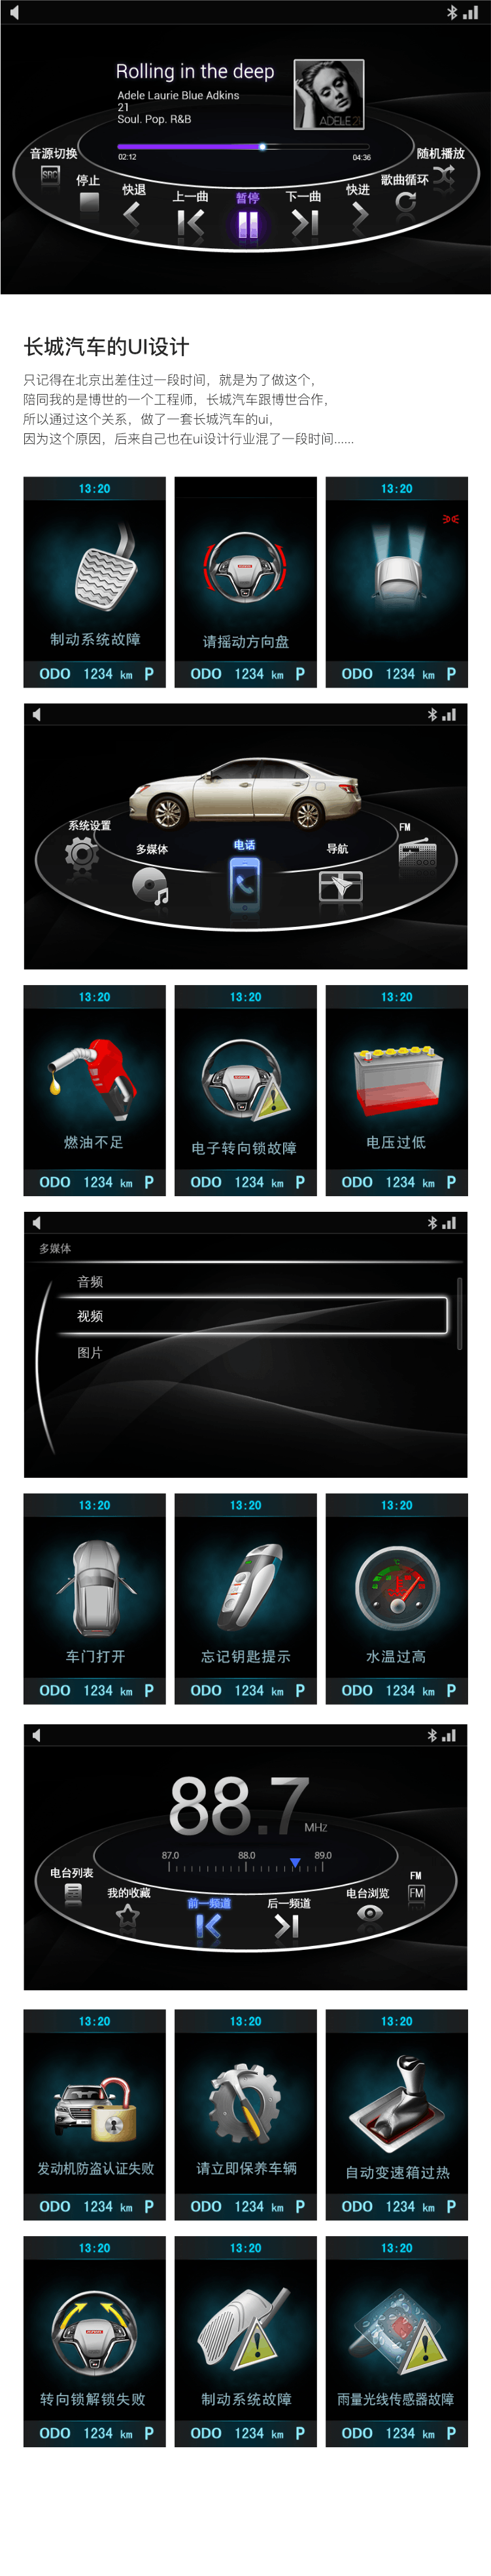 Rolling in the deep
Adele Laurie Blue Adkins
21
Soul. Pop. R&B
ADELE 21
02:12
04:36
音源切换
SRC
停止
快退
上一曲
暂停
下一曲
快进
歌曲循环
随机播放
长城汽车的UI设计
只记得在北京出差住过一段时间，就是为了做这个，
陪同我的是博世的一个工程师，长城汽车跟博世合作，
所以通过这个关系，做了一套长城汽车的ui，
因为这个原因，后来自己也在ui设计行业混了一段时间......
13:20
制动系统故障
ODO 1234 km P
请摇动方向盘
ODO 1234 km P
13:20
ODO 1234 km P
系统设置
多媒体
电话
导航
FM
13:20
燃油不足
ODO 1234 km P
13:20
电子转向锁故障
ODO 1234 km P
13:20
电压过低
ODO 1234 km P
多媒体
音频
视频
图片
13:20
车门打开
ODO 1234 km P
13:20
忘记钥匙提示
ODO 1234 km P
13:20
水温过高
ODO 1234 km P
88.7 MHz
87.0 88.0 89.0
电台列表
我的收藏
前一频道
后一频道
电台浏览
FM
FM
13:20
发动机防盗认证失败
ODO 1234 km P
13:20
请立即保养车辆
ODO 1234 km P
13:20
自动变速箱过热
ODO 1234 km P
13:20
转向锁解锁失败
ODO 1234 km P
13:20
制动系统故障
ODO 1234 km P
13:20
雨量光线传感器故障
ODO 1234 km P